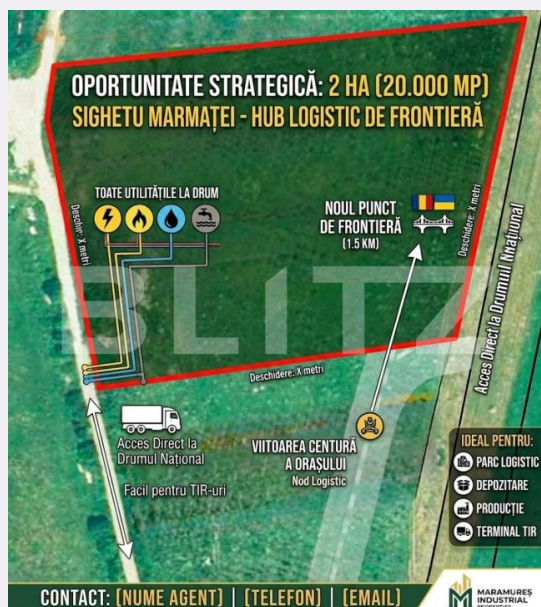 OPORTUNITATE STRATEGICĂ: 2 HA (20.000 MP)
SIGHETU MARMAȚEI - HUB LOGISTIC DE FRONTIERĂ
TOATE UTILITĂȚILE LA DRUM
NOUL PUNCT
DE FRONTIERĂ
(1.5 KM)
Deschidere: X metri
Acces Direct la Drumul Nnațional
BLITZ
Deschidere: X metri
Acces Direct la
Drumul Național
Facil pentru TIR-uri
VIITOAREA CENTURĂ
A ORAȘULUI
Nod Logistic
IDEAL PENTRU:
PARC LOGISTIC
DEPOZITARE
PRODUCȚIE
TERMINAL TIR
CONTACT: [NUME AGENT] | [TELEFON] | [EMAIL]
MARAMUREȘ
INDUSTRIAL